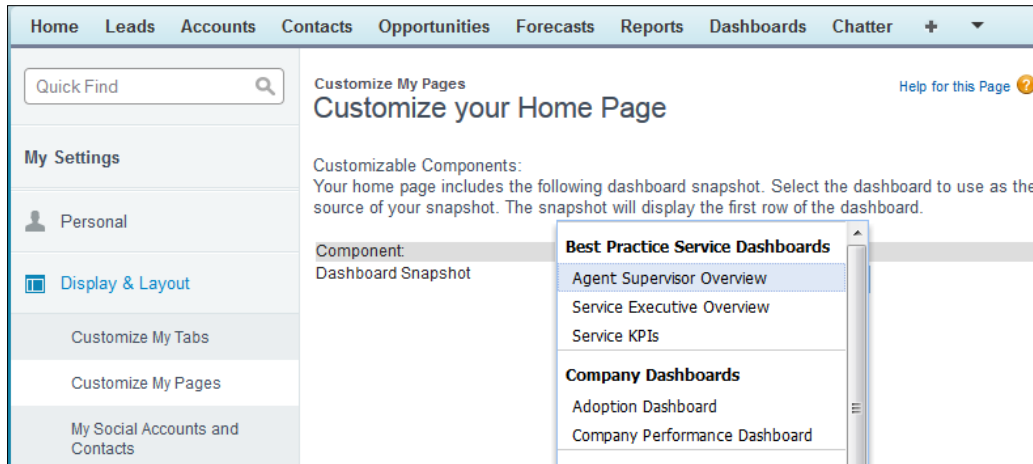 Home Leads Accounts Contacts Opportunities Forecasts Reports Dashboards Chatter +
Quick Find
My Settings
Personal
Display & Layout
Customize My Tabs
Customize My Pages
My Social Accounts and
Contacts
Customize My Pages
Help for this Page ?
Customize your Home Page
Customizable Components:
Your home page includes the following dashboard snapshot. Select the dashboard to use as the
source of your snapshot. The snapshot will display the first row of the dashboard.
Component:
Dashboard Snapshot
Best Practice Service Dashboards
Agent Supervisor Overview
Service Executive Overview
Service KPIs
Company Dashboards
Adoption Dashboard
Company Performance Dashboard